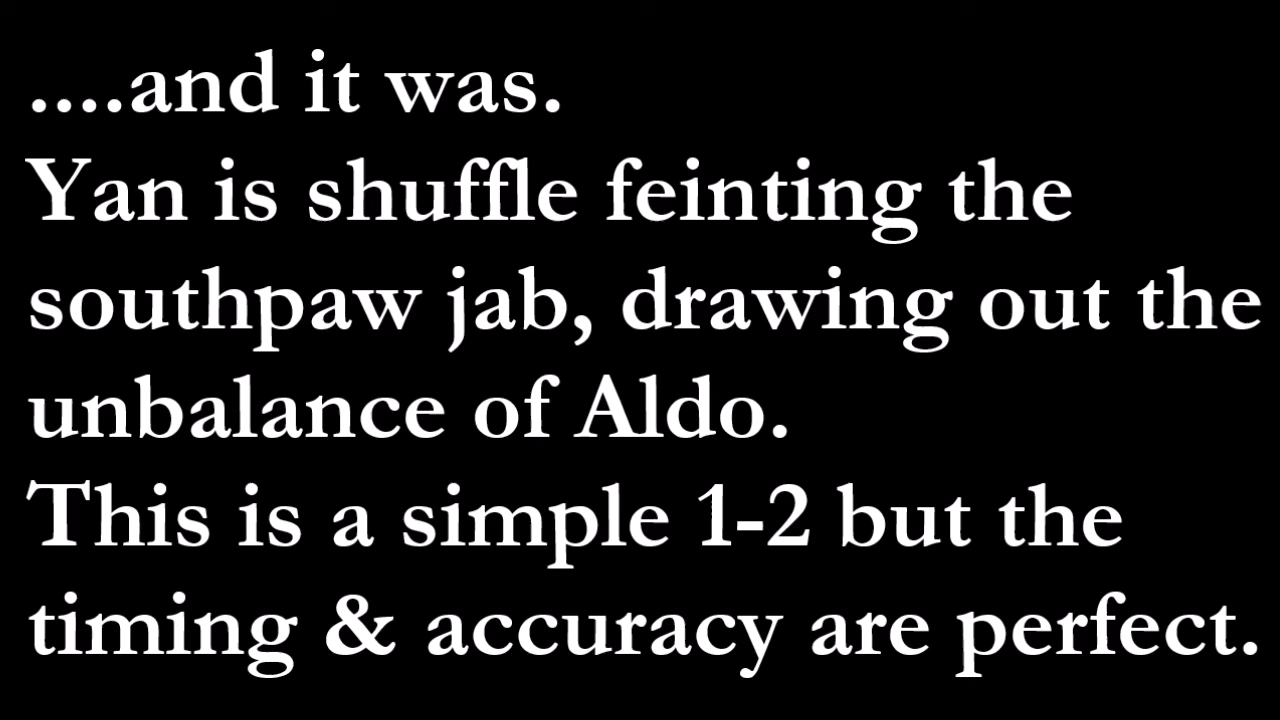 ....and it was.
Yan is shuffle feinting the
southpaw jab, drawing out the
unbalance of Aldo.
This is a simple 1-2 but the
timing & accuracy are perfect.